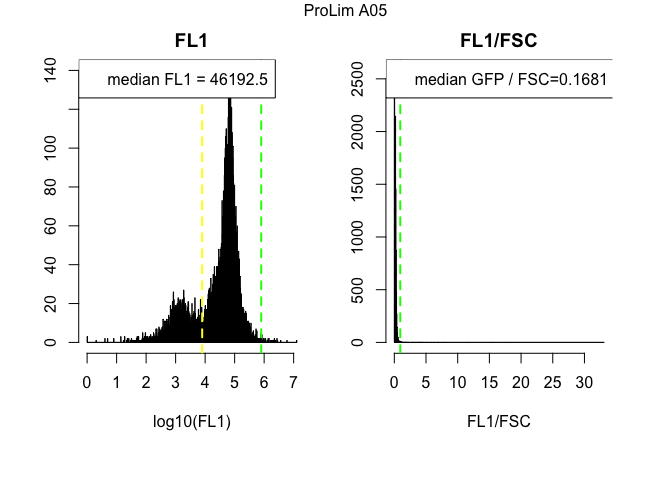 ProLim A05
FL1
FL1/FSC
median FL1 = 46192.5
median GFP / FSC=0.1681
0 20 40 60 80 100 140
0 500 1000 1500 2000 2500
0 1 2 3 4 5 6 7
0 5 10 15 20 25 30
log10(FL1)
FL1/FSC